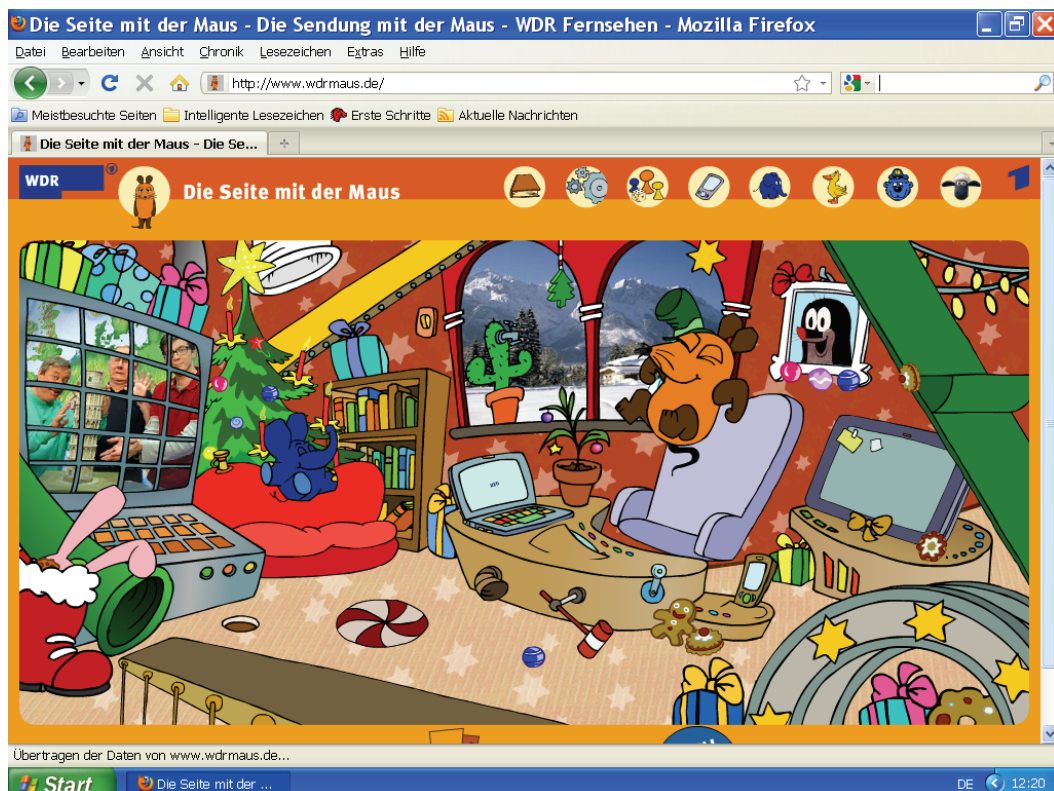 Die Seite mit der Maus - Die Sendung mit der Maus - WDR Fernsehen - Mozilla Firefox
Datei Bearbeiten Ansicht Chronik Lesezeichen Extras Hilfe
http://www.wdrmaus.de/
Meistbesuchte Seiten Intelligente Lesezeichen Erste Schritte Aktuelle Nachrichten
Die Seite mit der Maus - Die Se...
WDR
Die Seite mit der Maus
Übertragen der Daten von www.wdrmaus.de...
Start Die Seite mit der ... DE 12:20